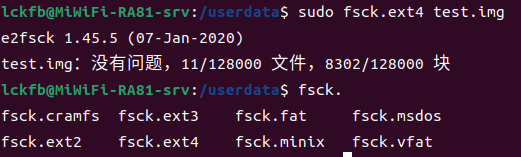 lckfb@MiWiFi-RA81-srv:/userdata$ sudo fsck.ext4 test.img
e2fsck 1.45.5 (07-Jan-2020)
test.img：没有问题，11/128000 文件，8302/128000 块
lckfb@MiWiFi-RA81-srv:/userdata$ fsck.
fsck.cramfs fsck.ext3 fsck.fat fsck.msdos
fsck.ext2 fsck.ext4 fsck.minix fsck.vfat